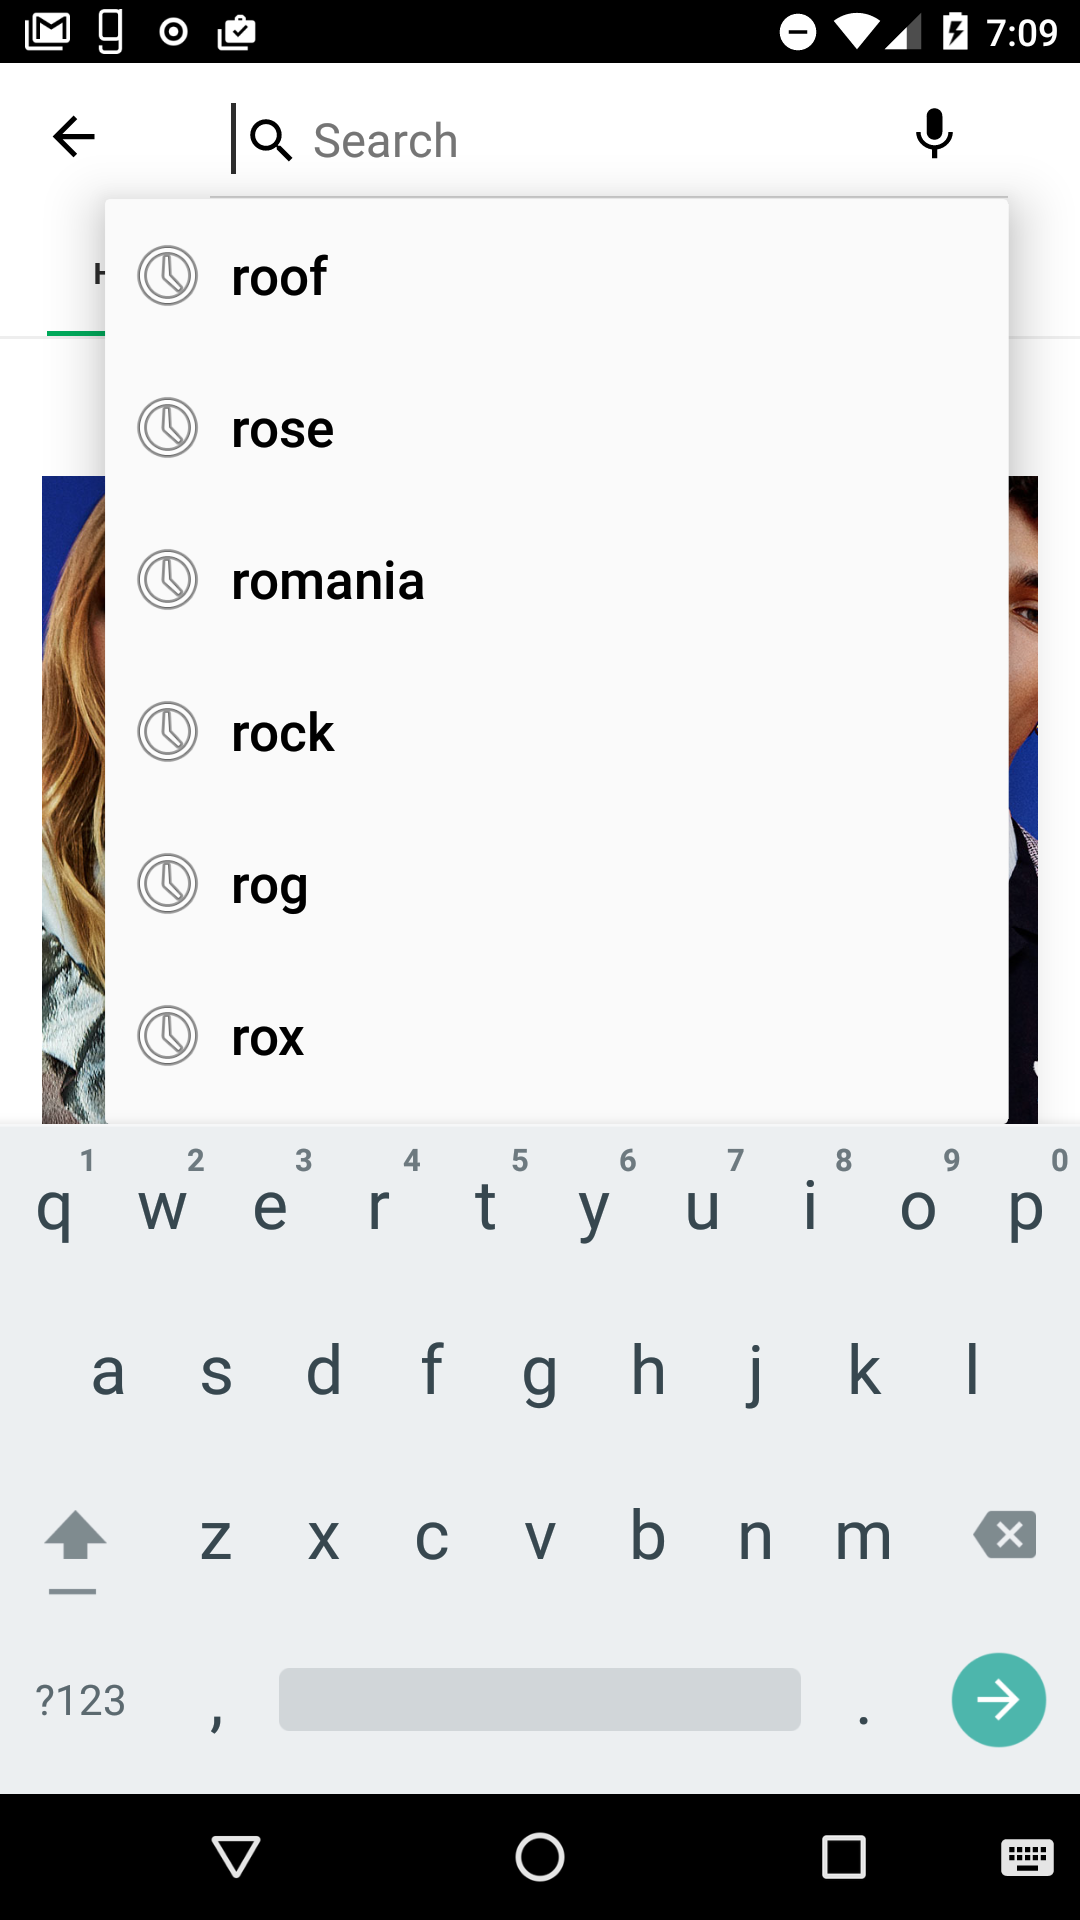 7:09
Search
roof
rose
romania
rock
rog
rox
1 2 3 4 5 6 7 8 9 0
q w e r t y u i o p
a s d f g h j k l
z x c v b n m
?123 , .